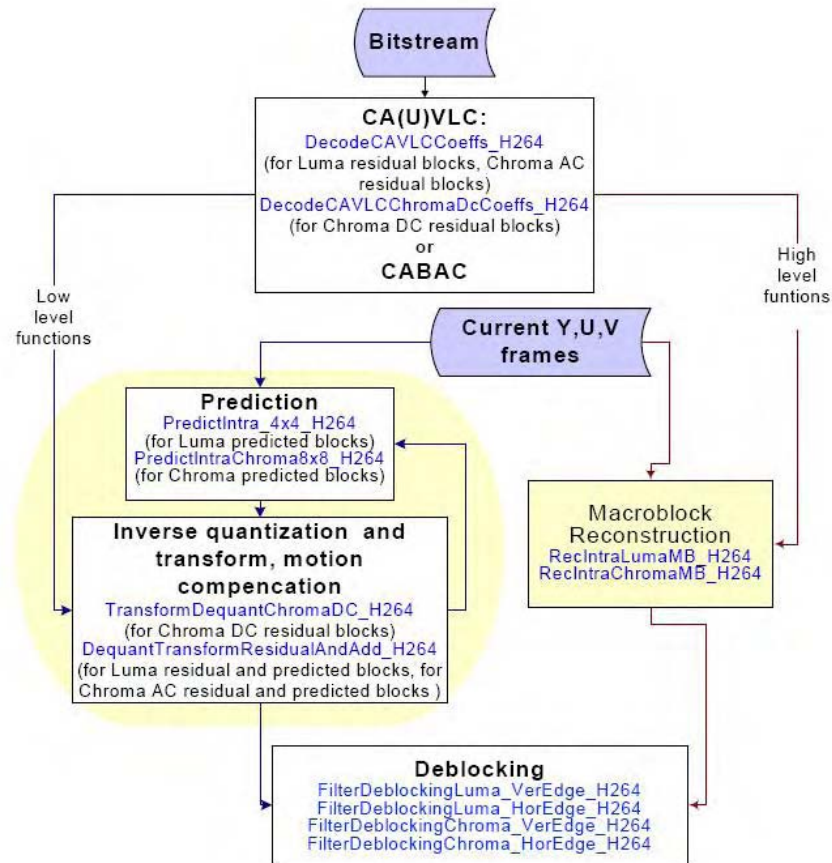 Bitstream
CA(U)VLC:
DecodeCAVLCCoeffs_H264
(for Luma residual blocks, Chroma AC
residual blocks)
DecodeCAVLCChromaDcCoeffs_H264
(for Chroma DC residual blocks)
or
CABAC
Low
level
functions
High
level
funtions
Current Y,U,V
frames
Prediction
PredictIntra_4x4_H264
(for Luma predicted blocks)
PredictIntraChroma8x8_H264
(for Chroma predicted blocks)
Inverse quantization and
transform, motion
compencation
TransformDequantChromaDC_H264
(for Chroma DC residual blocks)
DequantTransformResidualAndAdd_H264
(for Luma residual and predicted blocks, for
Chroma AC residual and predicted blocks )
Macroblock
Reconstruction
RecIntraLumaMB_H264
RecIntraChromaMB_H264
Deblocking
FilterDeblockingLuma_VerEdge_H264
FilterDeblockingLuma_HorEdge_H264
FilterDeblockingChroma_VerEdge_H264
FilterDeblockingChroma_HorEdge_H264